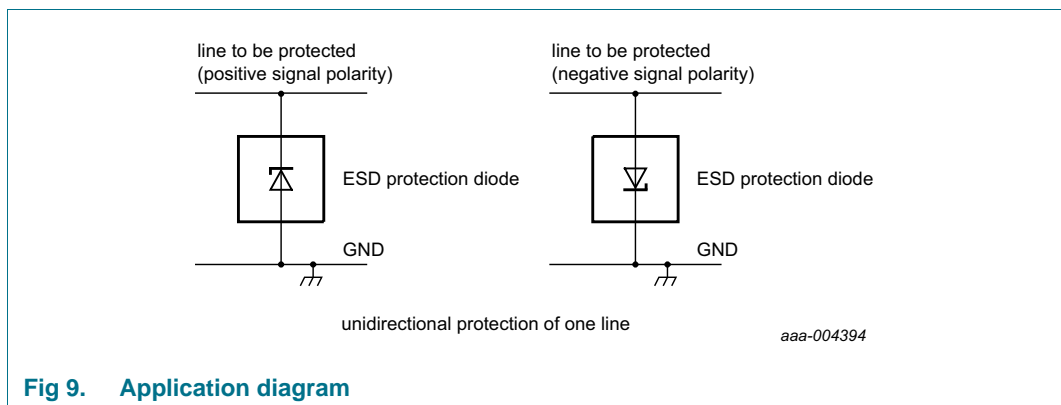 line to be protected
(positive signal polarity)
ESD protection diode
GND
line to be protected
(negative signal polarity)
ESD protection diode
GND
unidirectional protection of one line
aaa-004394
Fig 9. Application diagram